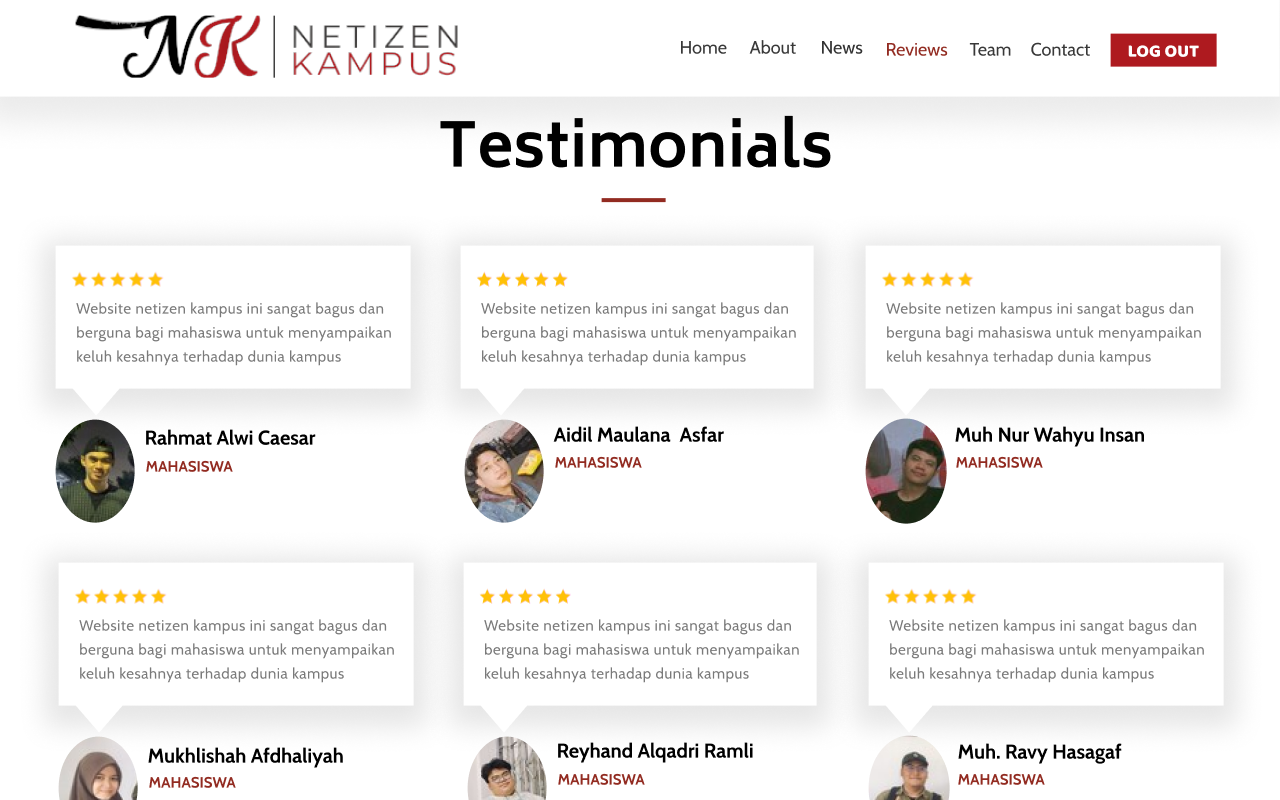 NK
NETIZEN
KAMPUS
Home About News Reviews Team Contact LOG OUT
Testimonials
Website netizen kampus ini sangat bagus dan
berguna bagi mahasiswa untuk menyampaikan
keluh kesahnya terhadap dunia kampus
Rahmat Alwi Caesar
MAHASISWA
Website netizen kampus ini sangat bagus dan
berguna bagi mahasiswa untuk menyampaikan
keluh kesahnya terhadap dunia kampus
Aidil Maulana Asfar
MAHASISWA
Website netizen kampus ini sangat bagus dan
berguna bagi mahasiswa untuk menyampaikan
keluh kesahnya terhadap dunia kampus
Muh Nur Wahyu Insan
MAHASISWA
Website netizen kampus ini sangat bagus dan
berguna bagi mahasiswa untuk menyampaikan
keluh kesahnya terhadap dunia kampus
Mukhlishah Afdhaliyah
MAHASISWA
Website netizen kampus ini sangat bagus dan
berguna bagi mahasiswa untuk menyampaikan
keluh kesahnya terhadap dunia kampus
Reyhand Alqadri Ramli
MAHASISWA
Website netizen kampus ini sangat bagus dan
berguna bagi mahasiswa untuk menyampaikan
keluh kesahnya terhadap dunia kampus
Muh. Ravy Hasagaf
MAHASISWA